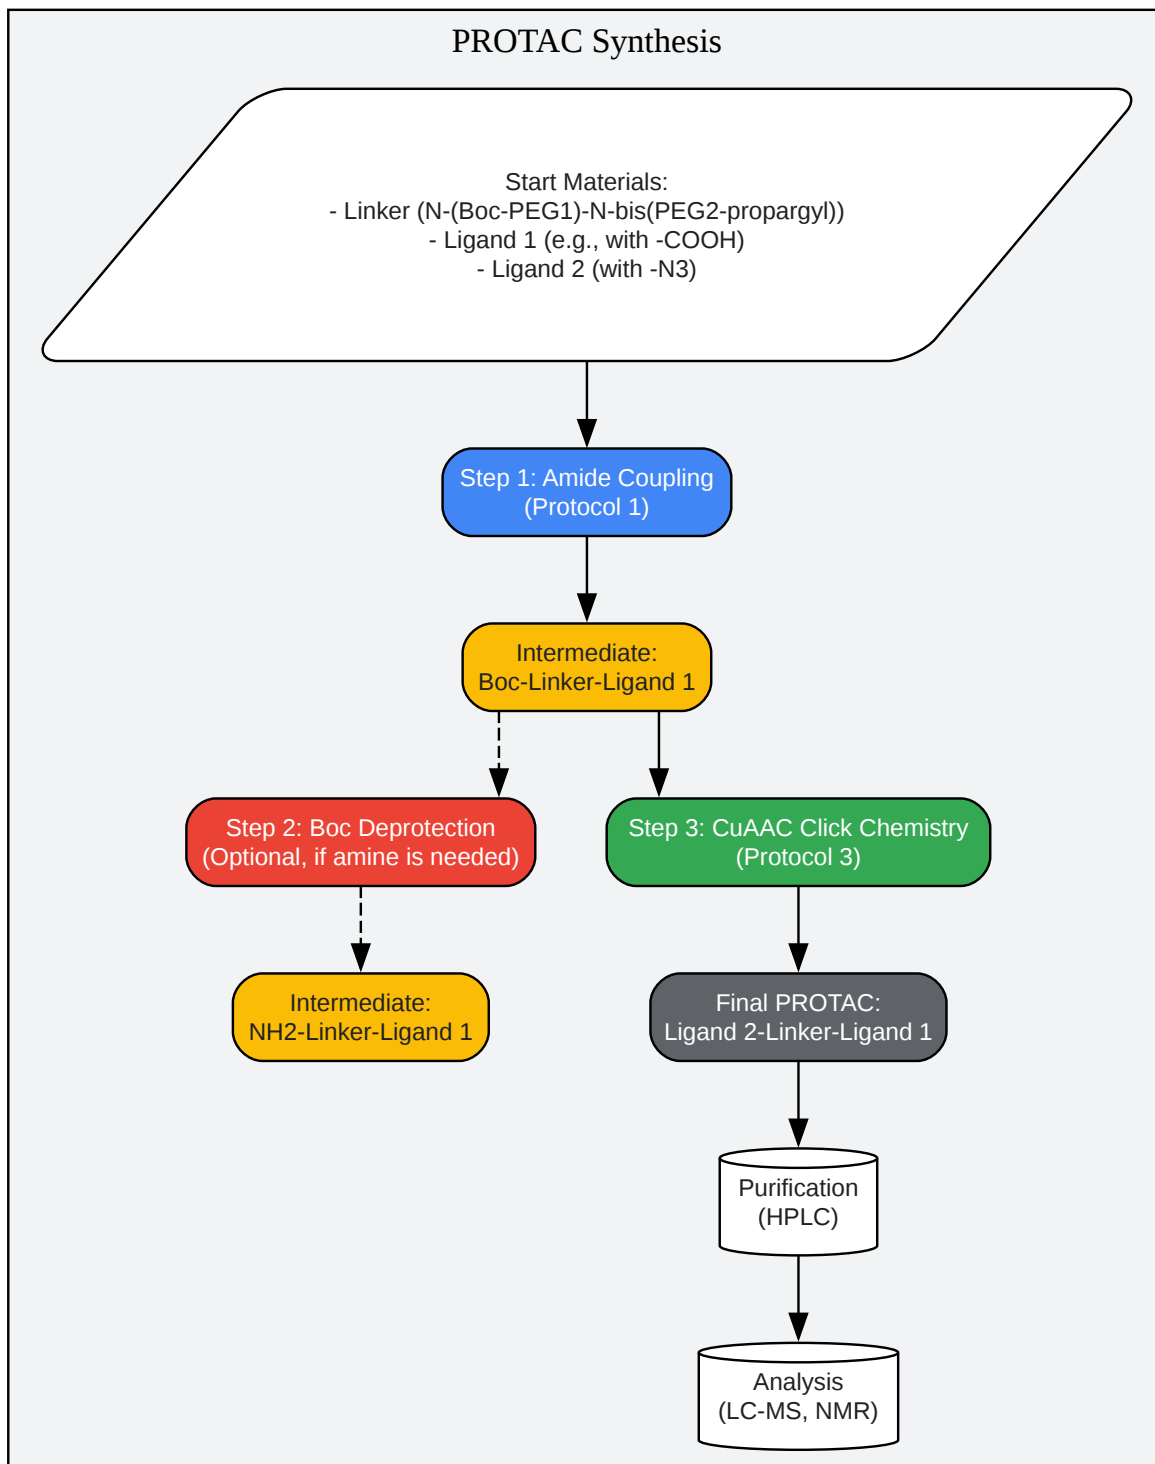 PROTAC Synthesis
Start Materials:
- Linker (N-(Boc-PEG1)-N-bis(PEG2-propargyl))
- Ligand 1 (e.g., with -COOH)
- Ligand 2 (with -N3)
Step 1: Amide Coupling
(Protocol 1)
Intermediate:
Boc-Linker-Ligand 1
Step 2: Boc Deprotection
(Optional, if amine is needed)
Step 3: CuAAC Click Chemistry
(Protocol 3)
Intermediate:
NH2-Linker-Ligand 1
Final PROTAC:
Ligand 2-Linker-Ligand 1
Purification
(HPLC)
Analysis
(LC-MS, NMR)